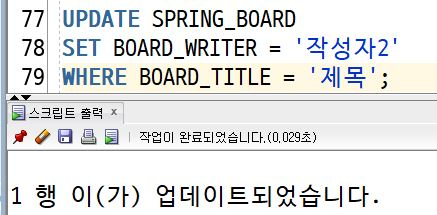 77 UPDATE SPRING_BOARD
78 SET BOARD_WRITER = '작성자2'
79 WHERE BOARD_TITLE = '제목';
스크립트 출력 ×
작업이 완료되었습니다.(0,029초)
1 행 이(가) 업데이트되었습니다.